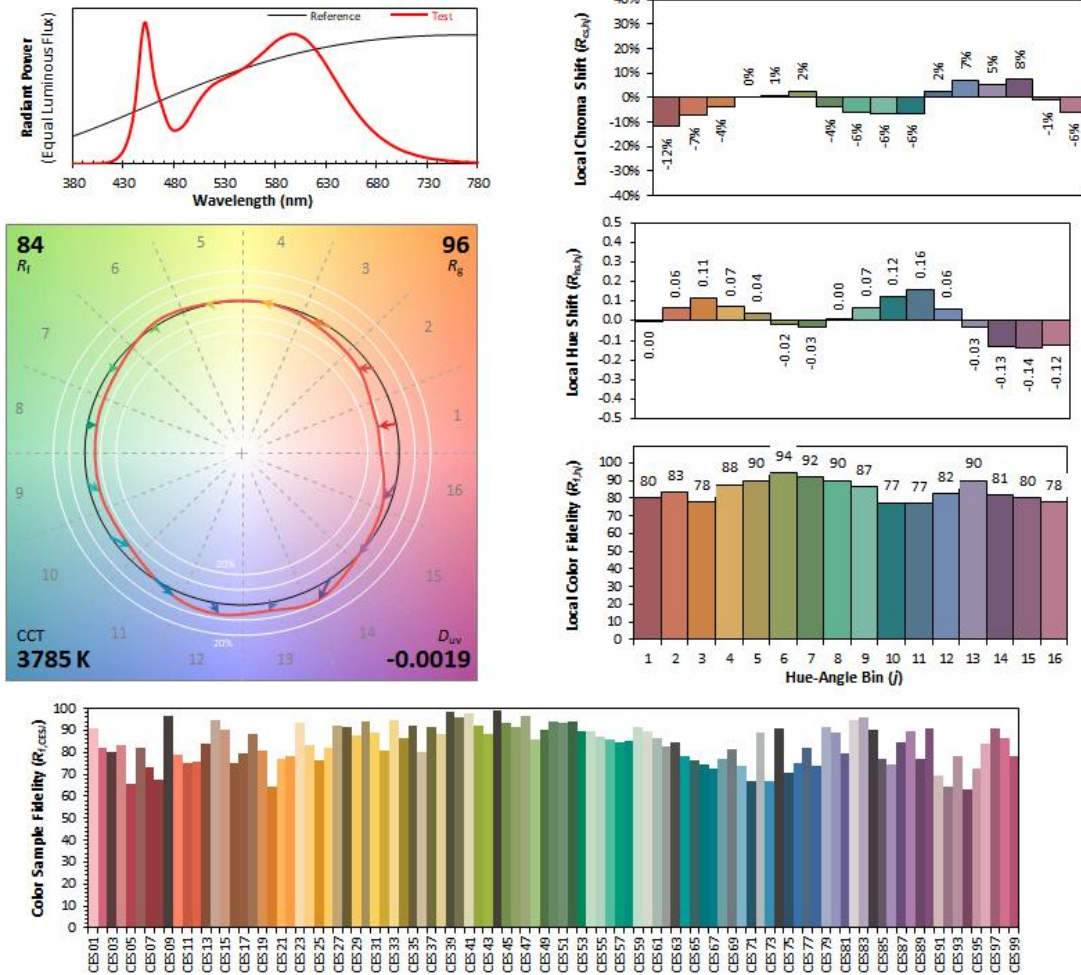 Reference Test
Radiant Power
(Equal Luminous Flux)
380 430 480 530 580 630 680 730 780
Wavelength (nm)
40%
30%
20%
10%
0%
-10%
-20%
-30%
-40%
Local Chroma Shift (Rcs,hj)
-12% -7% -4% 0% 1% 2% -4% -6% -6% -6% 2% 7% 5% 8% -1% -6%
84
Rf
96
Rg
5 4
6 3
7 2
8 1
9 16
10 15
11 14
12 13
20%
20%
CCT
3785 K
Duv
-0.0019
0.5
0.4
0.3
0.2
0.1
0.0
-0.1
-0.2
-0.3
-0.4
-0.5
Local Hue Shift (Rhs,hj)
0.00 0.06 0.11 0.07 0.04 -0.02 -0.03 0.00 0.07 0.12 0.16 0.06 -0.03 -0.13 -0.14 -0.12
100
90
80
70
60
50
40
30
20
10
0
Local Color Fidelity (Rf,hj)
80 83 78 88 90 94 92 90 87 77 77 82 90 81 80 78
1 2 3 4 5 6 7 8 9 10 11 12 13 14 15 16
Hue-Angle Bin (j)
100
90
80
70
60
50
40
30
20
10
0
Color Sample Fidelity (Rf,CESi)
CES01 CES03 CES05 CES07 CES09 CES11 CES13 CES15 CES17 CES19 CES21 CES23 CES25 CES27 CES29 CES31 CES33 CES35 CES37 CES39 CES41 CES43 CES45 CES47 CES49 CES51 CES53 CES55 CES57 CES59 CES61 CES63 CES65 CES67 CES69 CES71 CES73 CES75 CES77 CES79 CES81 CES83 CES85 CES87 CES89 CES91 CES93 CES95 CES97 CES99